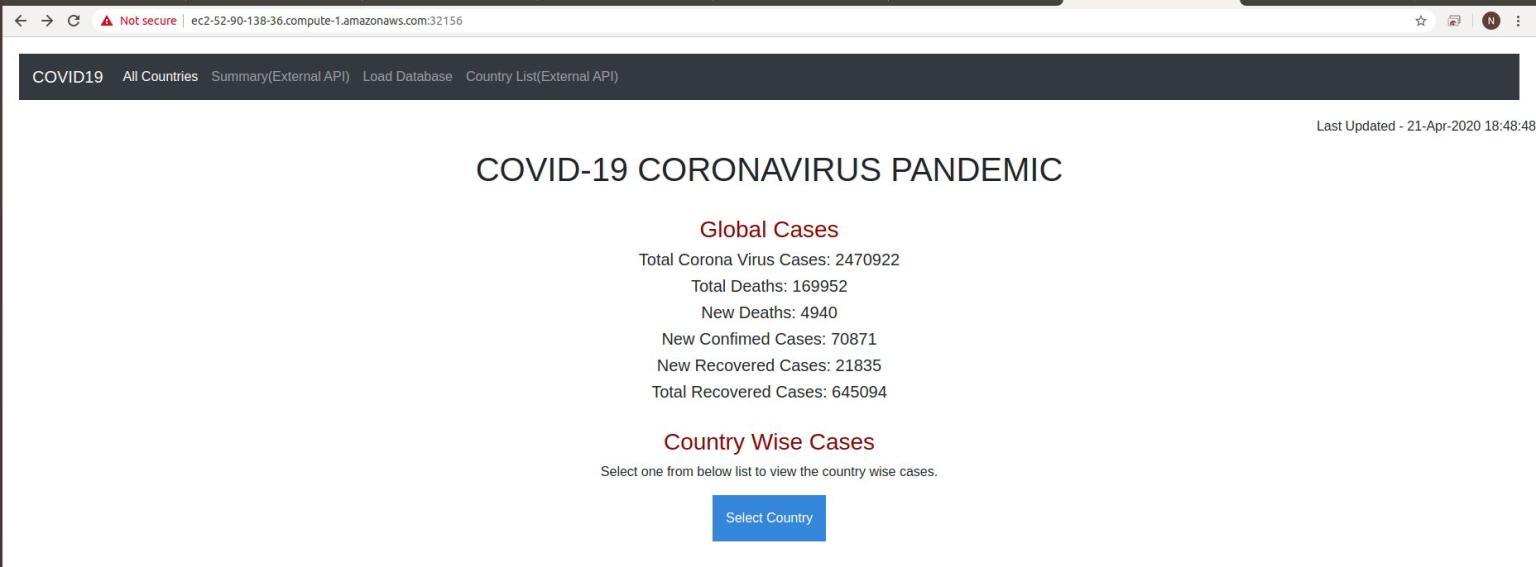 Not secure ec2-52-90-138-36.compute-1.amazonaws.com:32156 N
COVID19 All Countries Summary(External API) Load Database Country List(External API)
Last Updated - 21-Apr-2020 18:48:48
COVID-19 CORONAVIRUS PANDEMIC
Global Cases
Total Corona Virus Cases: 2470922
Total Deaths: 169952
New Deaths: 4940
New Confimed Cases: 70871
New Recovered Cases: 21835
Total Recovered Cases: 645094
Country Wise Cases
Select one from below list to view the country wise cases.
Select Country